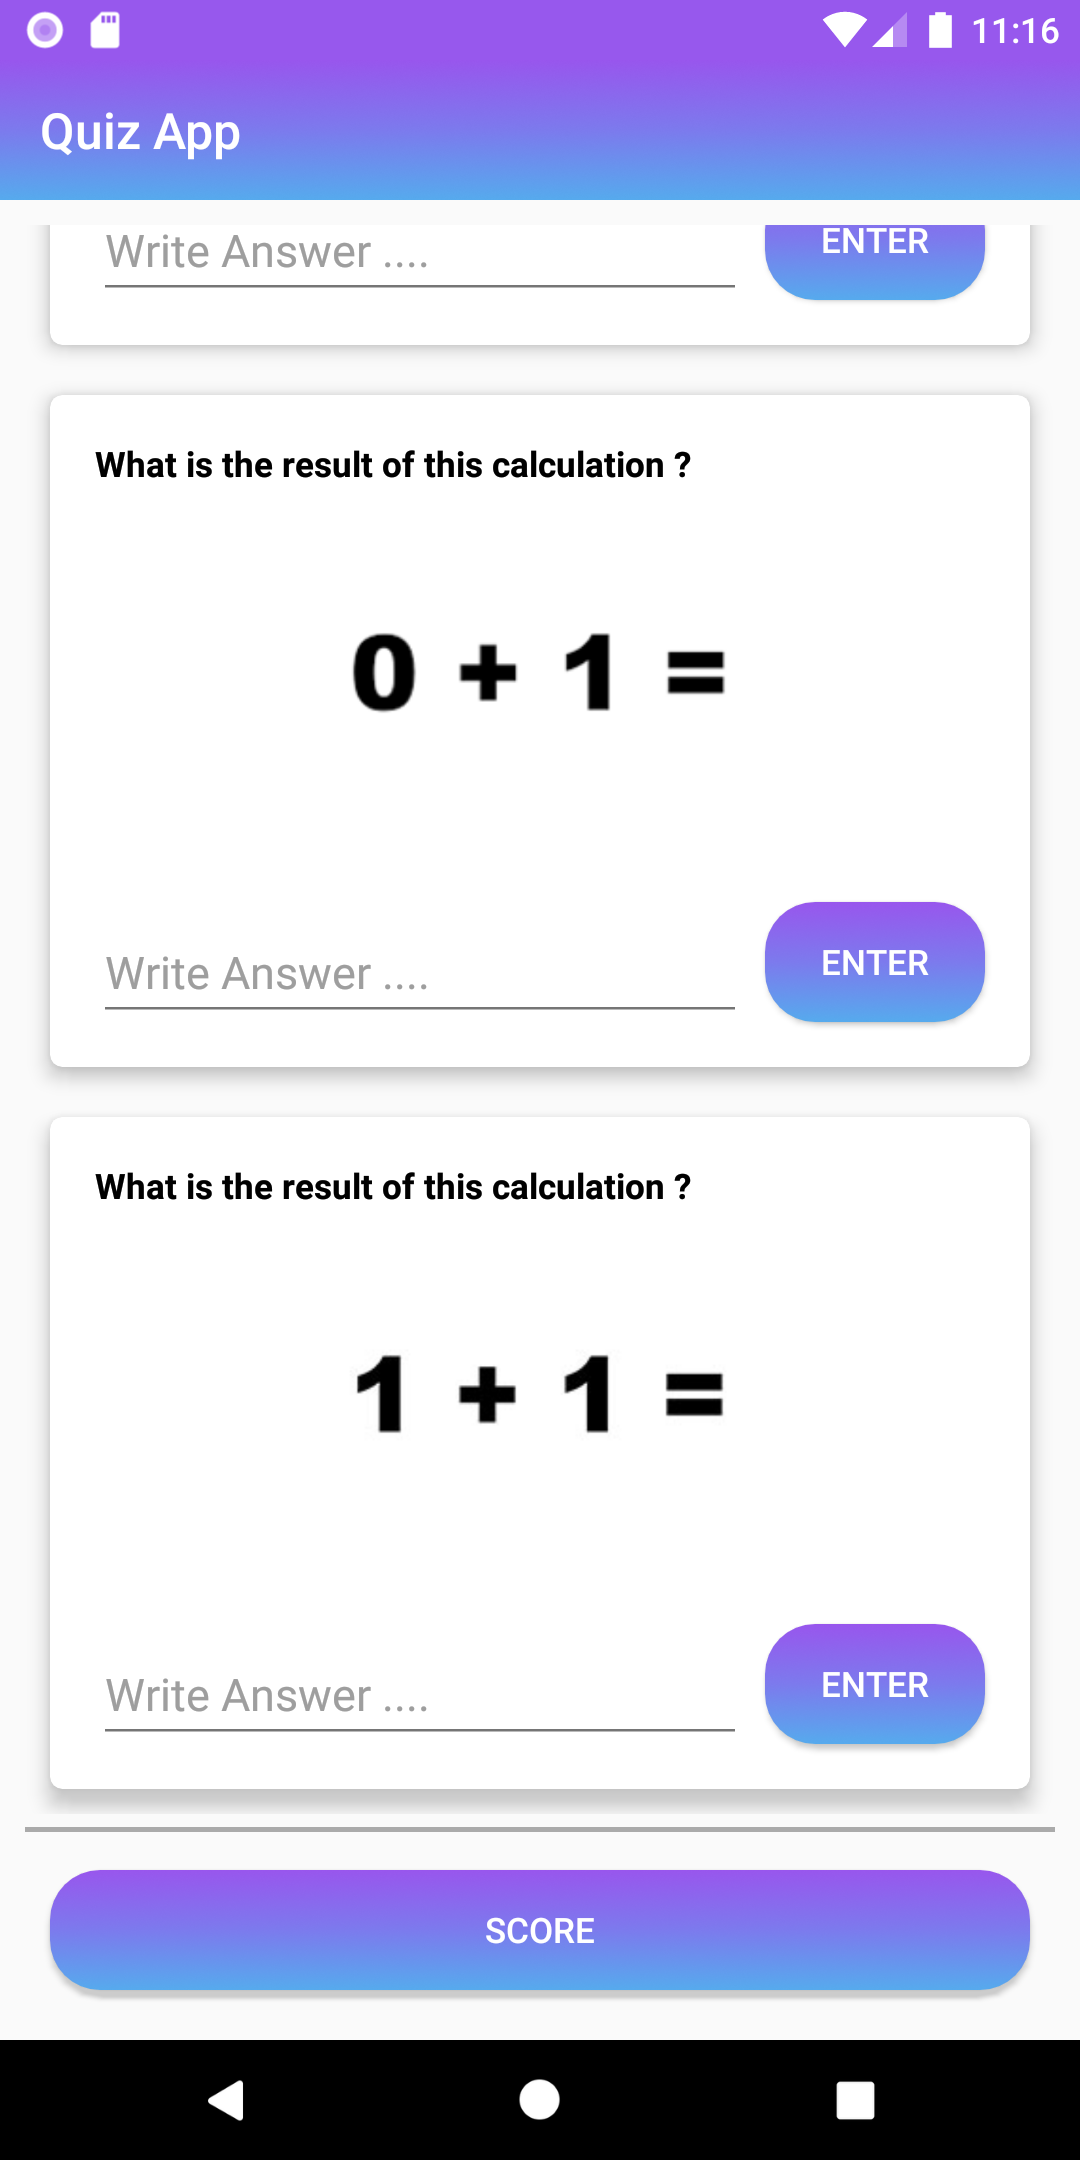 11:16
Quiz App
Write Answer ....
ENTER
What is the result of this calculation ?
0 + 1 =
Write Answer ....
ENTER
What is the result of this calculation ?
1 + 1 =
Write Answer ....
ENTER
SCORE